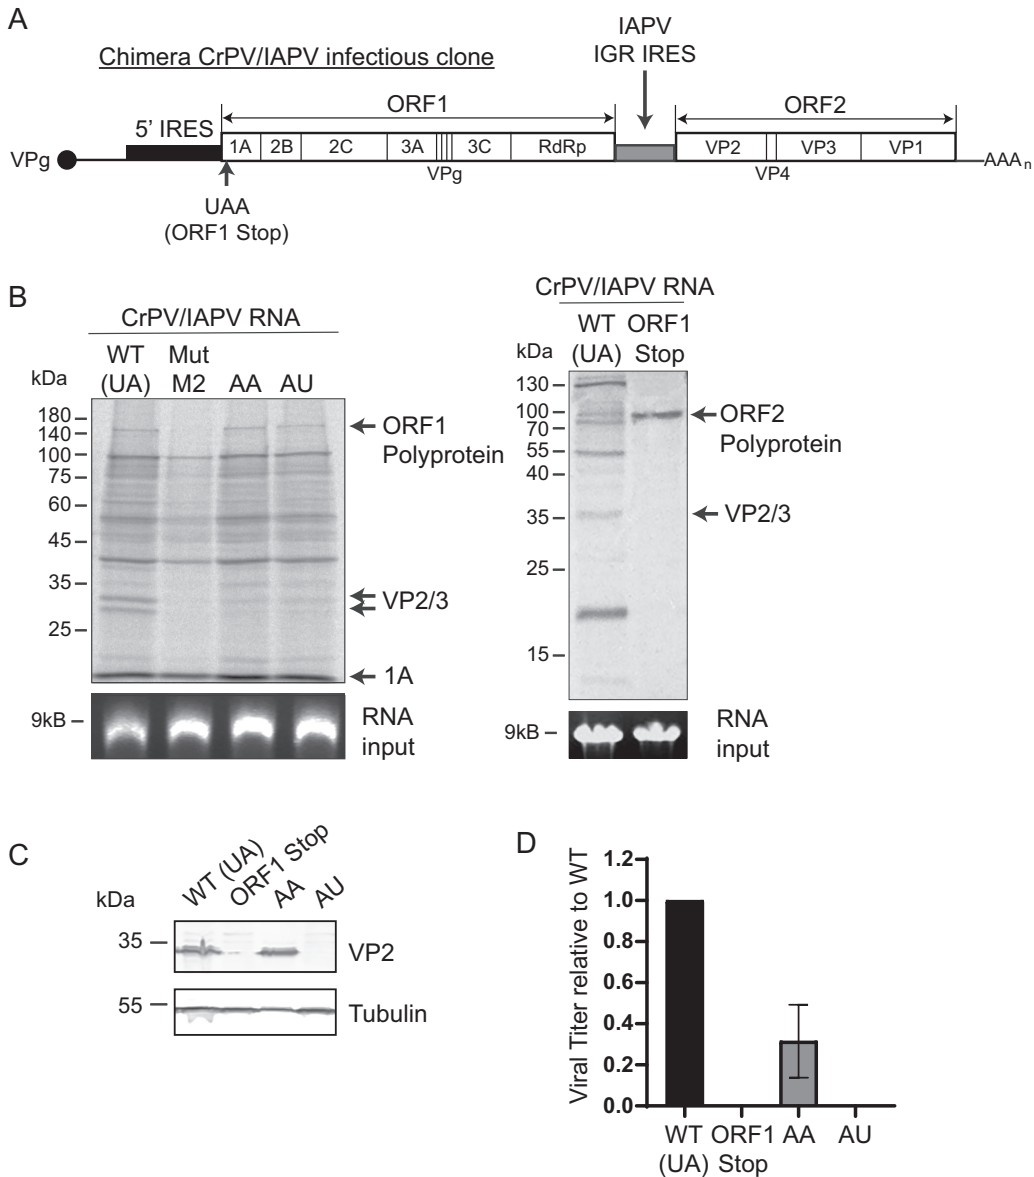 A
Chimera CrPV/IAPV infectious clone
IAPV
IGR IRES
ORF1
ORF2
5' IRES
VPg
1A
2B
2C
3A
3C
RdRp
VP2
VP3
VP1
AAAn
VPg
VP4
UAA
(ORF1 Stop)
B
CrPV/IAPV RNA
WT
(UA)
Mut
M2
AA
AU
kDa
180
140
100
75
60
45
35
25
ORF1
Polyprotein
VP2/3
1A
9kB
RNA
input
CrPV/IAPV RNA
WT
(UA)
ORF1
Stop
kDa
130
100
70
55
40
35
25
15
ORF2
Polyprotein
VP2/3
9kB
RNA
input
C
WT (UA)
ORF1 Stop
AA
AU
kDa
35
VP2
55
Tubulin
D
Viral Titer relative to WT
1.2
1.0
0.8
0.6
0.4
0.2
0.0
WT
(UA)
ORF1
Stop
AA
AU